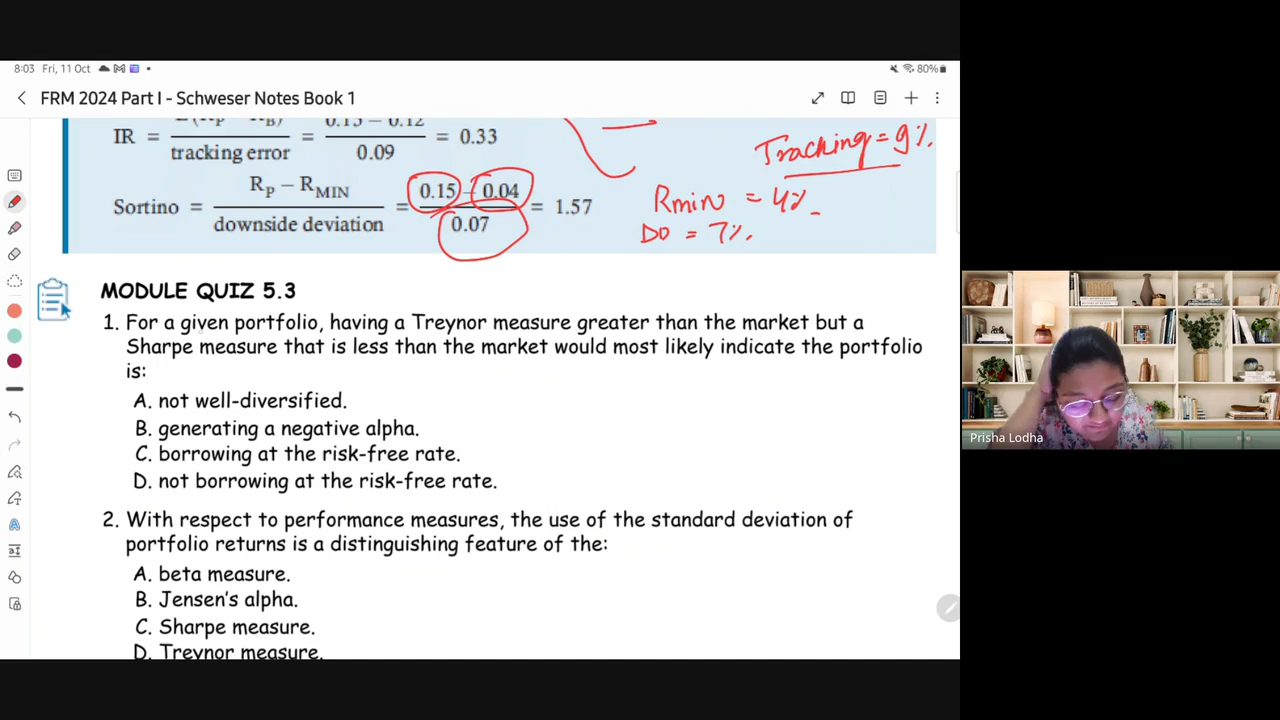 8:03 Fri, 11 Oct
80%
FRM 2024 Part I - Schweser Notes Book 1
IR = = 0.15 - 0.12 = 0.33
tracking error 0.09
Tracking = 9%.
Sortino = RP − RMIN = 0.15 - 0.04 = 1.57
downside deviation 0.07
Rmin = 4%
DD = 7%.
MODULE QUIZ 5.3
1. For a given portfolio, having a Treynor measure greater than the market but a
Sharpe measure that is less than the market would most likely indicate the portfolio
is:
A. not well-diversified.
B. generating a negative alpha.
C. borrowing at the risk-free rate.
D. not borrowing at the risk-free rate.
2. With respect to performance measures, the use of the standard deviation of
portfolio returns is a distinguishing feature of the:
A. beta measure.
B. Jensen's alpha.
C. Sharpe measure.
D. Treynor measure.
Prisha Lodha